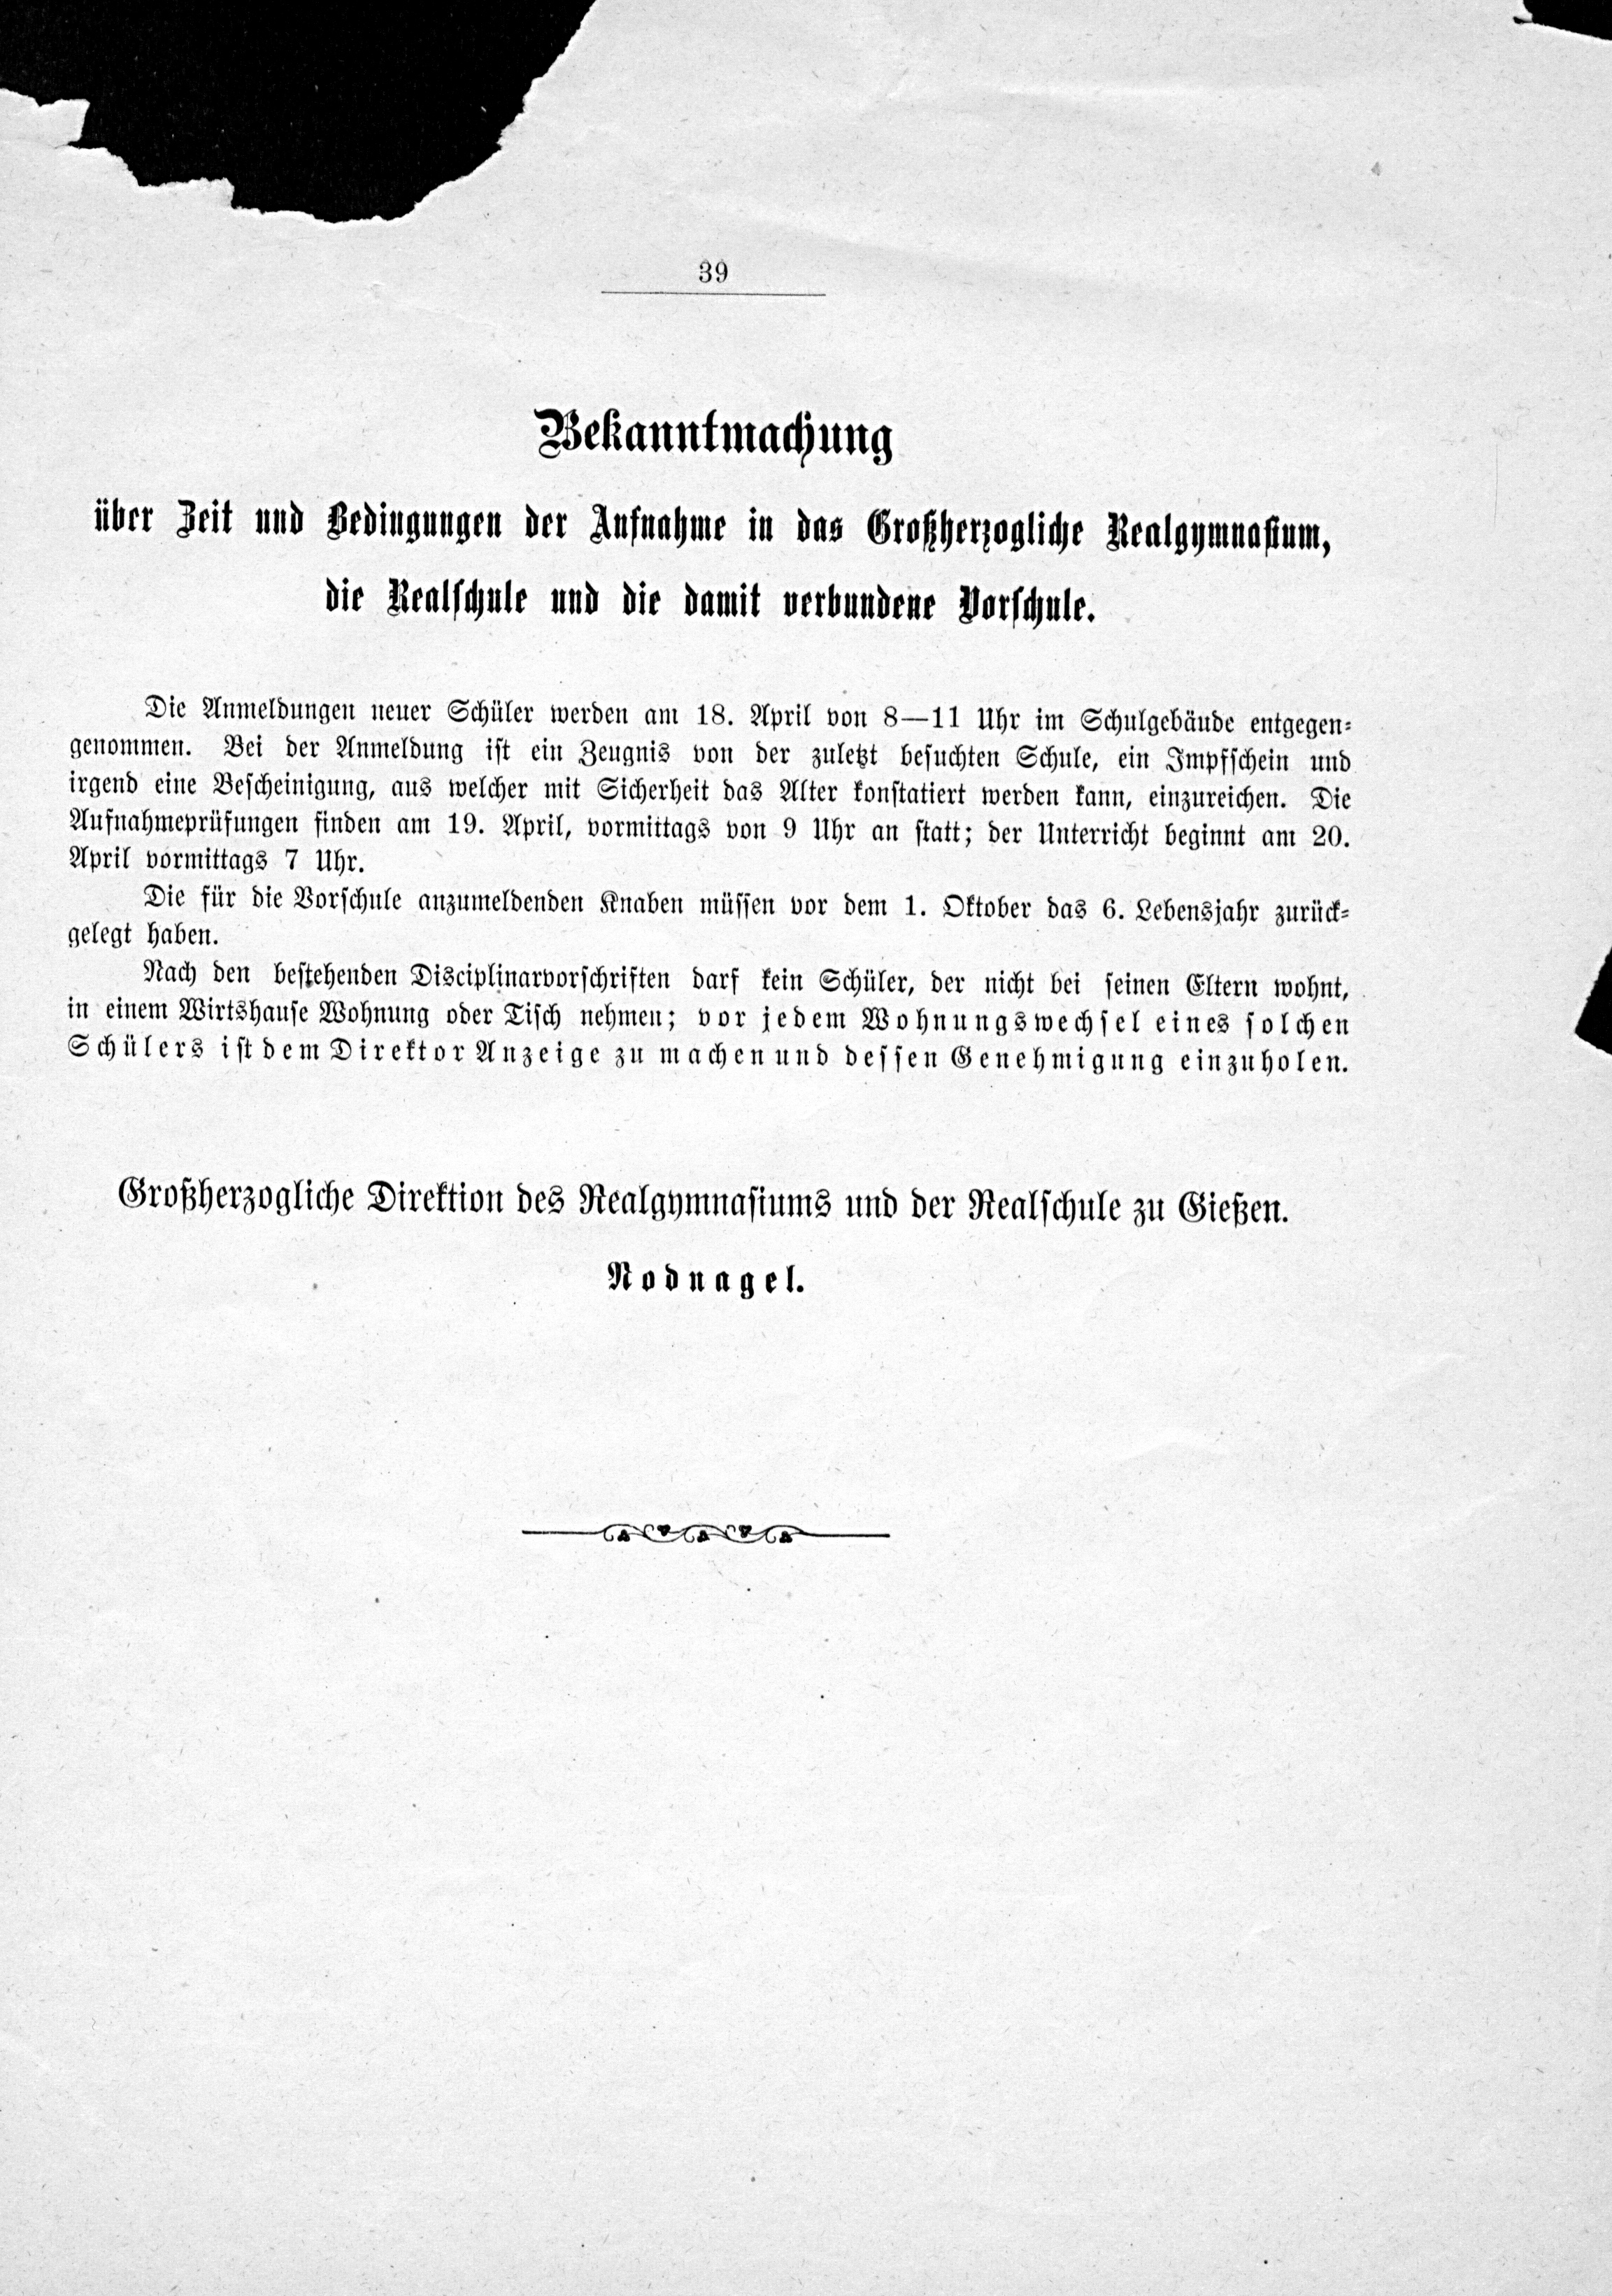 39
Bekanntmachung
über Zeit und Bedingungen der Aufnahme in das Großherzogliche Realgymnasium,
die Realschule und die damit verbundene Vorschule.
Die Anmeldungen neuer Schüler werden am 18. April von 8—11 Uhr im Schulgebäude entgegen-
genommen. Bei der Anmeldung ist ein Zeugnis von der zuletzt besuchten Schule, ein Impfschein und
irgend eine Bescheinigung, aus welcher mit Sicherheit das Alter konstatiert werden kann, einzureichen. Die
Aufnahmeprüfungen finden am 19. April, vormittags von 9 Uhr an statt; der Unterricht beginnt am 20.
April vormittags 7 Uhr.
Die für die Vorschule anzumeldenden Knaben müssen vor dem 1. Oktober das 6. Lebensjahr zurück-
gelegt haben.
Nach den bestehenden Disciplinarvorschriften darf kein Schüler, der nicht bei seinen Eltern wohnt,
in einem Wirtshause Wohnung oder Tisch nehmen; vor jedem Wohnungswechsel eines solchen
Schülers ist dem Direktor Anzeige zu machen und dessen Genehmigung einzuholen.
Großherzogliche Direktion des Realgymnasiums und der Realschule zu Gießen.
Nodnagel.